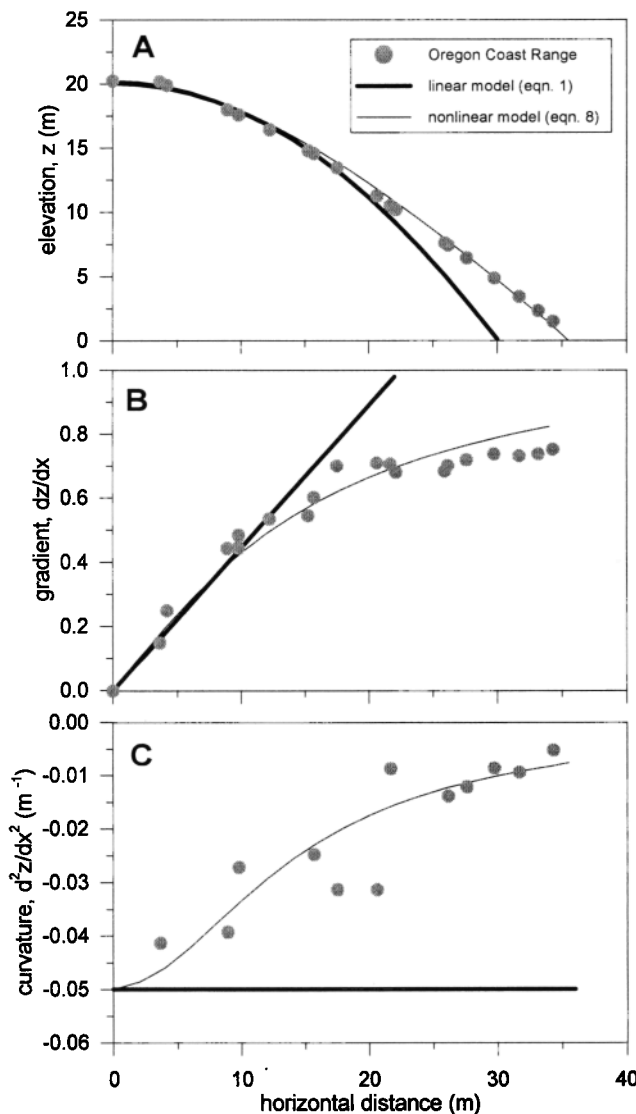 A
Oregon Coast Range
linear model (eqn. 1)
nonlinear model (eqn. 8)
elevation, z (m)
25
20
15
10
5
0
B
gradient, dz/dx
1.0
0.8
0.6
0.4
0.2
0.0
C
curvature, d²z/dx² (m⁻¹)
0.00
-0.01
-0.02
-0.03
-0.04
-0.05
-0.06
0 10 20 30 40
horizontal distance (m)